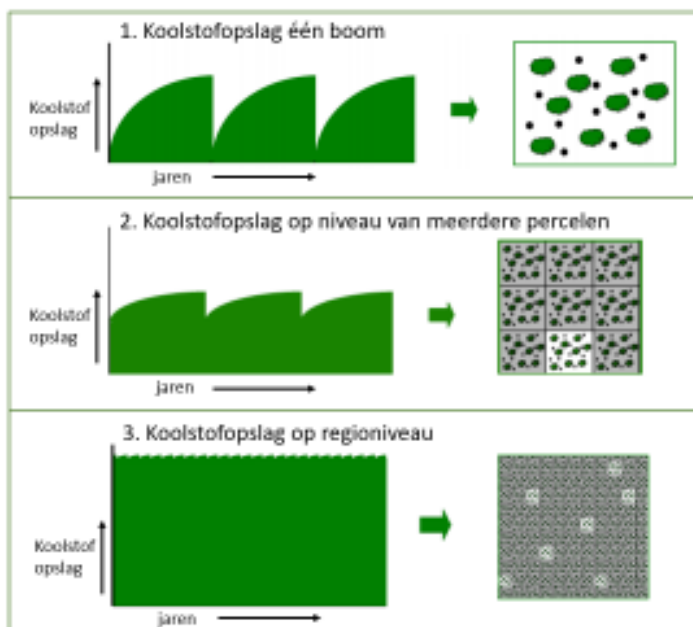 1. Koolstofopslag één boom
Koolstof
opslag
jaren
2. Koolstofopslag op niveau van meerdere percelen
Koolstof
opslag
jaren
3. Koolstofopslag op regioniveau
Koolstof
opslag
jaren